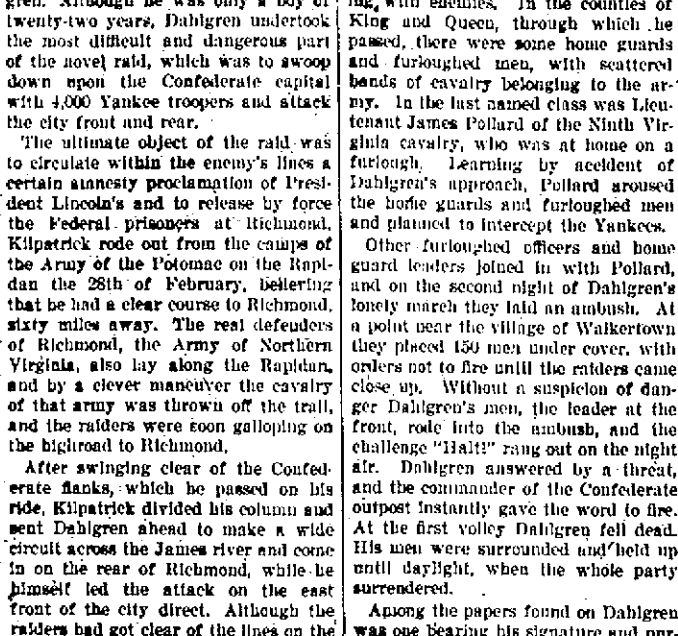 gren. Although he was only a boy of
twenty-two years, Dahlgren undertook
the most difficult and dangerous part
of the novel raid, which was to swoop
down upon the Confederate capital
with 4,000 Yankee troopers and attack
the city front and rear.
The ultimate object of the raid was
to circulate within the enemy's lines a
certain amnesty proclamation of Presi-
dent Lincoln's and to release by force
the Federal prisoners at Richmond.
Kilpatrick rode out from the camps of
the Army of the Potomac on the Rapi-
dan the 28th of February, believing
that he had a clear course to Richmond,
sixty miles away. The real defenders
of Richmond, the Army of Northern
Virginia, also lay along the Rapidan,
and by a clever maneuver the cavalry
of that army was thrown off the trail,
and the raiders were soon galloping on
the highroad to Richmond.
After swinging clear of the Confed-
erate flanks, which he passed on his
ride, Kilpatrick divided his column and
sent Dahlgren ahead to make a wide
circuit across the James river and come
in on the rear of Richmond, while he
himself led the attack on the east
front of the city direct. Although the
raiders had got clear of the lines on the
ing with enemies. In the counties of
King and Queen, through which he
passed, there were some home guards
and furloughed men, with scattered
bands of cavalry belonging to the ar-
my. In the last named class was Lieu-
tenant James Pollard of the Ninth Vir-
ginia cavalry, who was at home on a
furlough. Learning by accident of
Dahlgren's approach, Pollard aroused
the home guards and furloughed men
and planned to intercept the Yankees.
Other furloughed officers and home
guard leaders joined in with Pollard,
and on the second night of Dahlgren's
lonely march they laid an ambush. At
a point near the village of Walkertown
they placed 150 men under cover, with
orders not to fire until the raiders came
close up. Without a suspicion of dan-
ger Dahlgren's men, the leader at the
front, rode into the ambush, and the
challenge "Halt!" rang out on the night
air. Dahlgren answered by a threat,
and the commander of the Confederate
outpost instantly gave the word to fire.
At the first volley Dahlgren fell dead.
His men were surrounded and held up
until daylight, when the whole party
surrendered.
Among the papers found on Dahlgren
was one bearing his signature and pur-